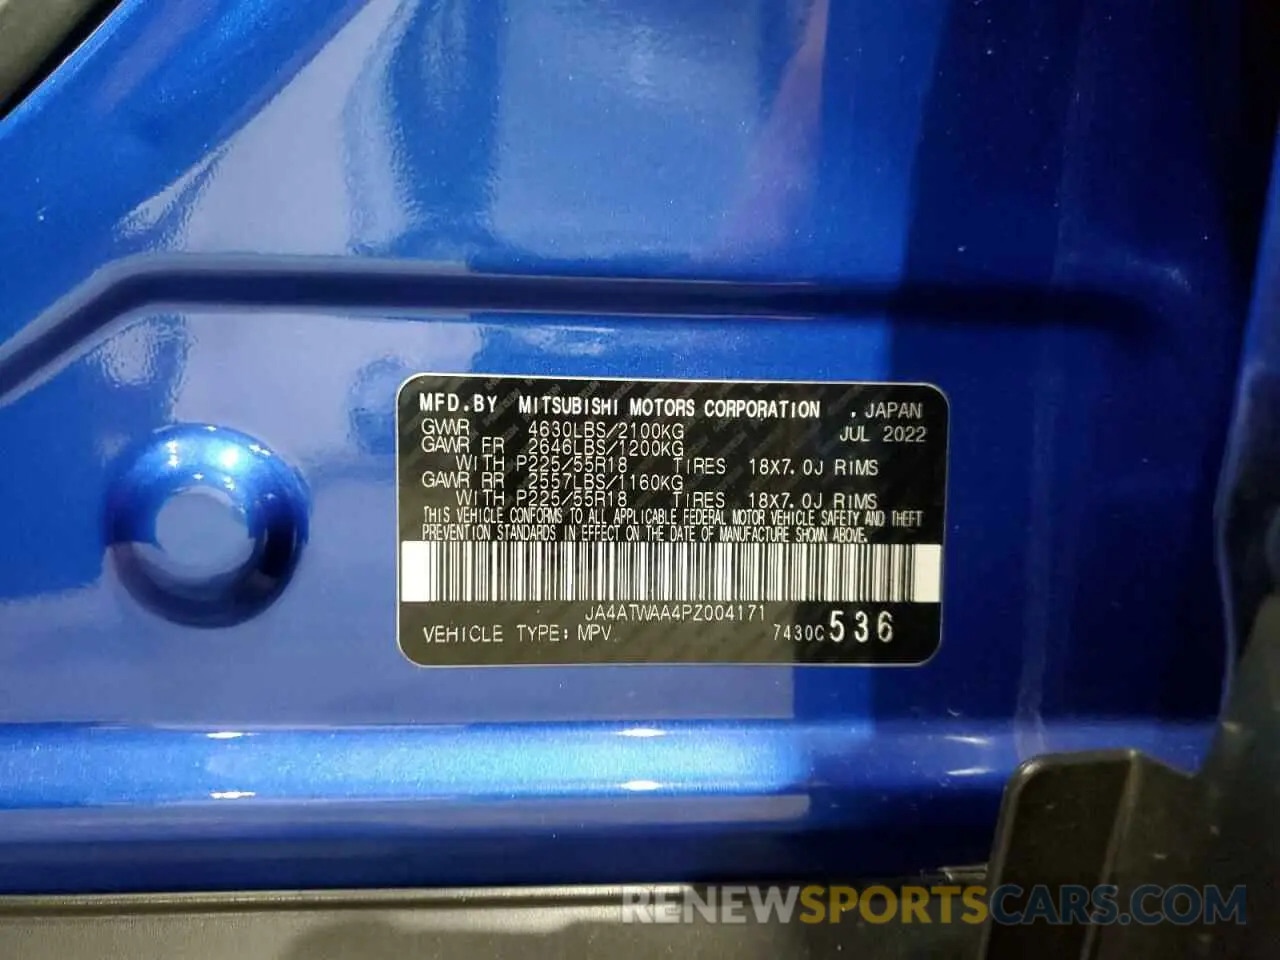 MFD.BY MITSUBISHI MOTORS CORPORATION . JAPAN
GVWR 4630LBS/2100KG JUL 2022
GAWR FR 2646LBS/1200KG
WITH P225/55R18 TIRES 18X7.0J RIMS
GAWR RR 2557LBS/1160KG
WITH P225/55R18 TIRES 18X7.0J RIMS
THIS VEHICLE CONFORMS TO ALL APPLICABLE FEDERAL MOTOR VEHICLE SAFETY AND THEFT
PREVENTION STANDARDS IN EFFECT ON THE DATE OF MANUFACTURE SHOWN ABOVE.
JA4ATWAA4PZ004171
VEHICLE TYPE: MPV. 7430C536
RENEWSPORTSCARS.COM